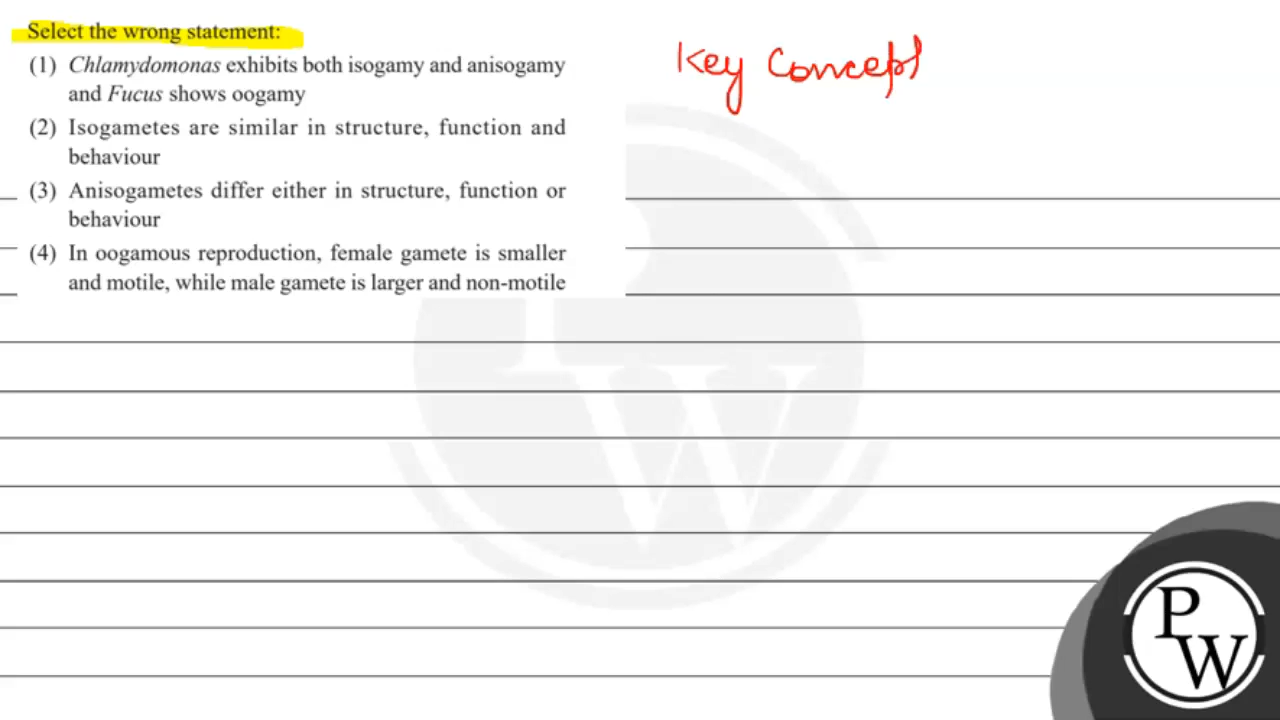 Select the wrong statement:
(1) Chlamydomonas exhibits both isogamy and anisogamy
and Fucus shows oogamy
(2) Isogametes are similar in structure, function and
behaviour
(3) Anisogametes differ either in structure, function or
behaviour
(4) In oogamous reproduction, female gamete is smaller
and motile, while male gamete is larger and non-motile
Key Concept
PW